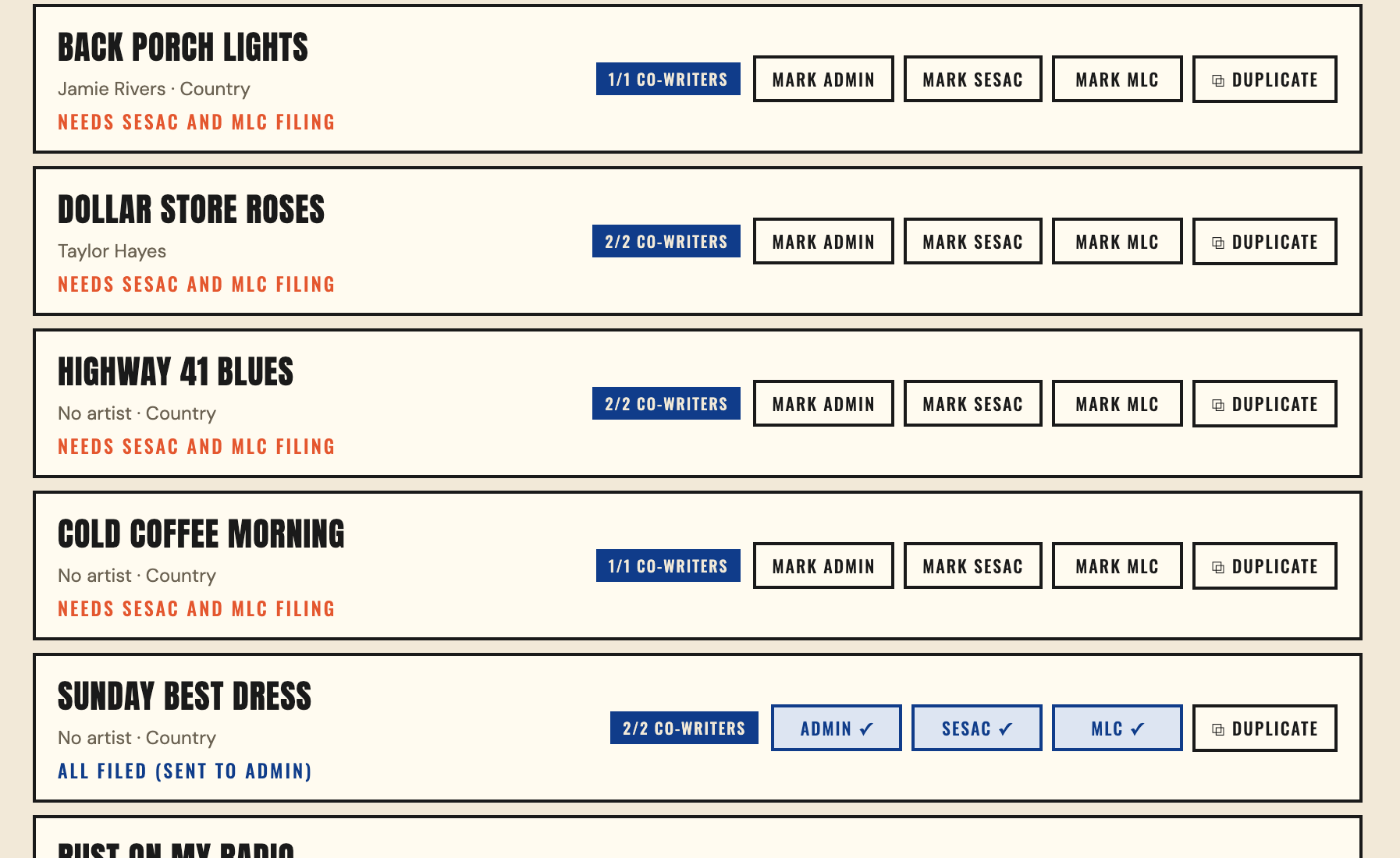 BACK PORCH LIGHTS
Jamie Rivers · Country
NEEDS SESAC AND MLC FILING
1/1 CO-WRITERS
MARK ADMIN
MARK SESAC
MARK MLC
DUPLICATE
DOLLAR STORE ROSES
Taylor Hayes
NEEDS SESAC AND MLC FILING
2/2 CO-WRITERS
MARK ADMIN
MARK SESAC
MARK MLC
DUPLICATE
HIGHWAY 41 BLUES
No artist · Country
NEEDS SESAC AND MLC FILING
2/2 CO-WRITERS
MARK ADMIN
MARK SESAC
MARK MLC
DUPLICATE
COLD COFFEE MORNING
No artist · Country
NEEDS SESAC AND MLC FILING
1/1 CO-WRITERS
MARK ADMIN
MARK SESAC
MARK MLC
DUPLICATE
SUNDAY BEST DRESS
No artist · Country
ALL FILED (SENT TO ADMIN)
2/2 CO-WRITERS
ADMIN ✓
SESAC ✓
MLC ✓
DUPLICATE
RUST ON MY RADIO